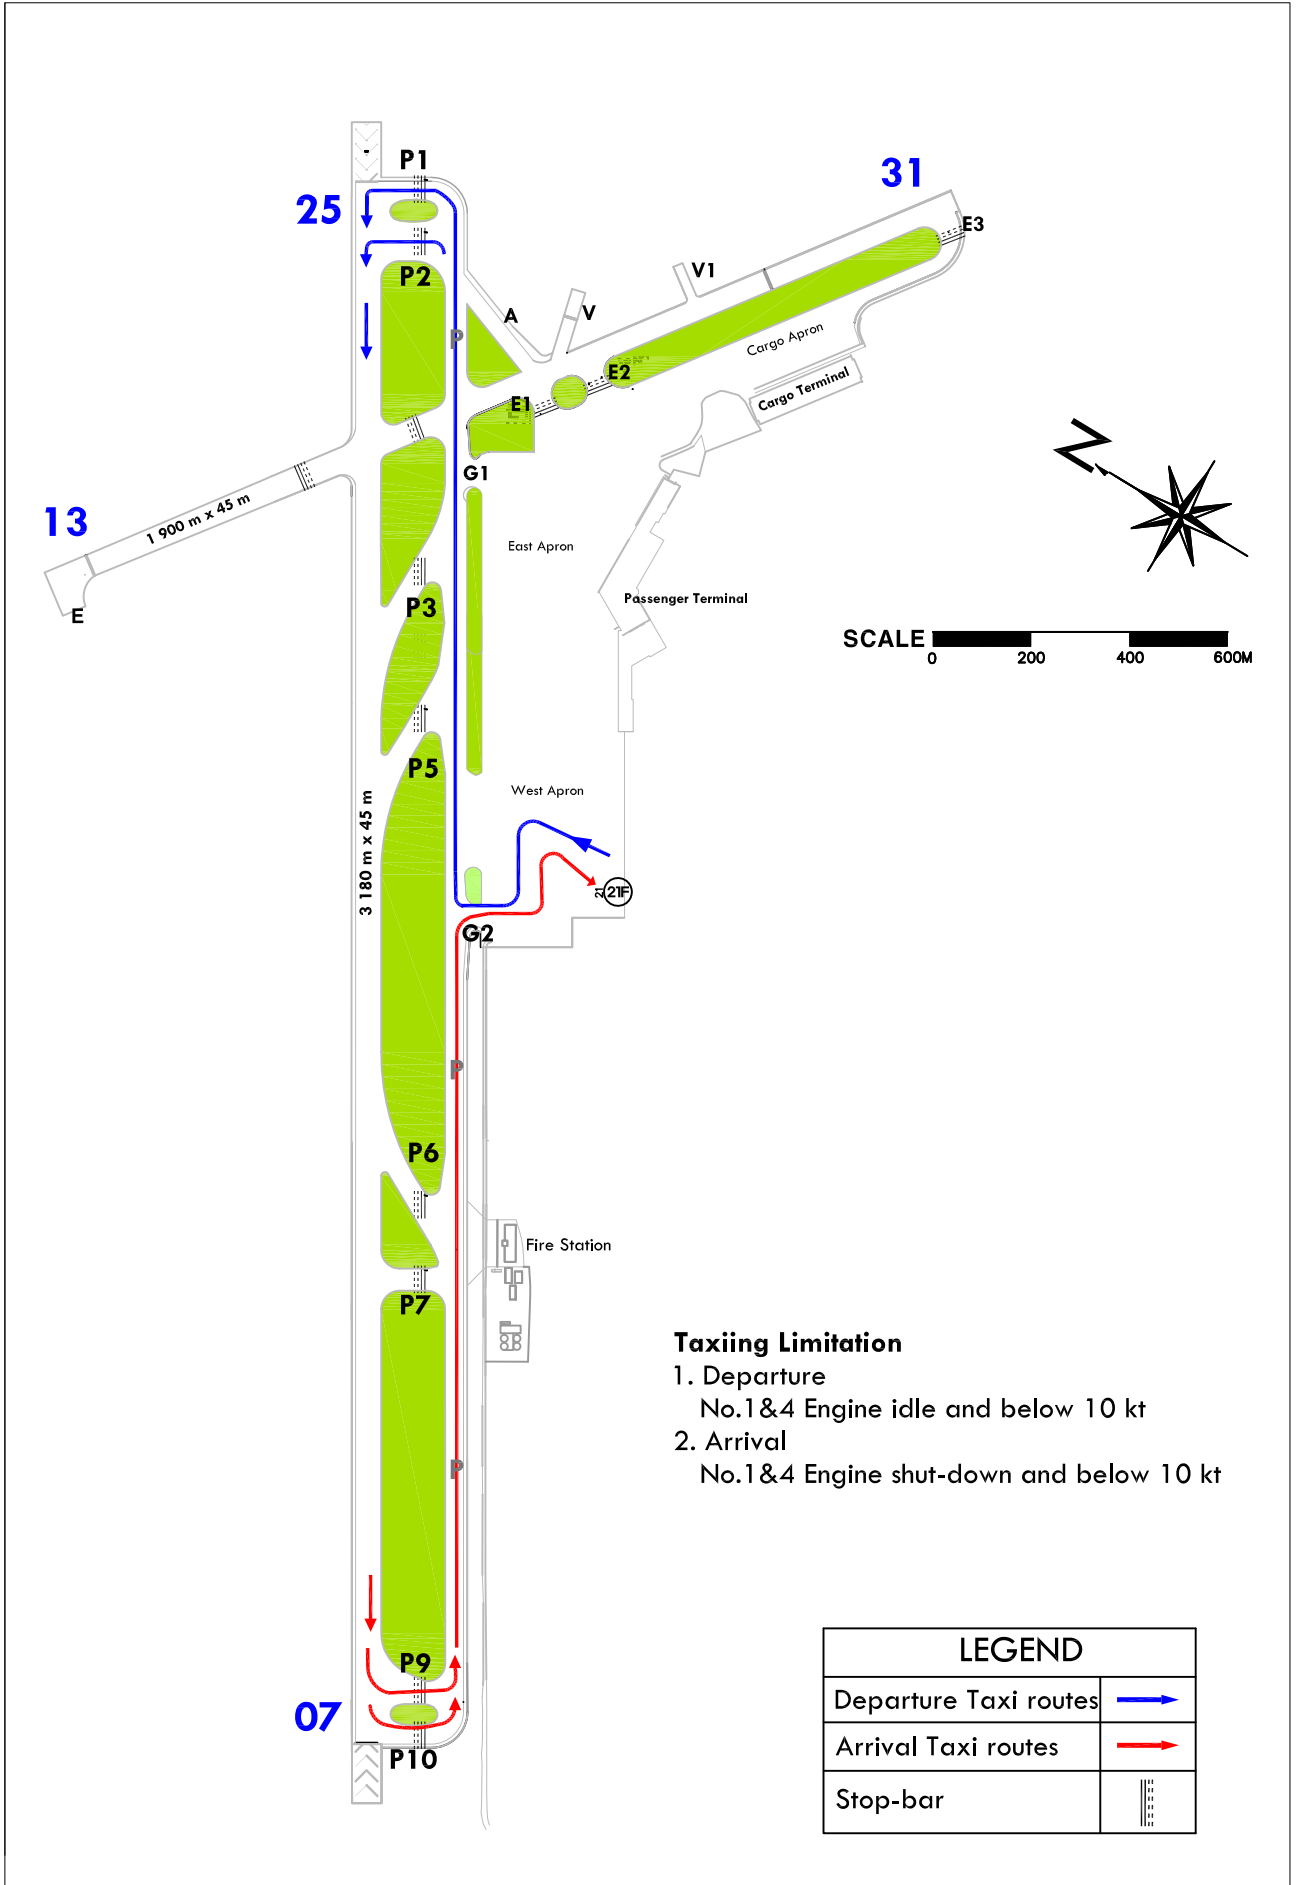 P1
25
31
E3
P2
V1
A
V
P
Cargo Apron
E2
Cargo Terminal
E1
G1
1 900 m x 45 m
13
East Apron
E
P3
Passenger Terminal
SCALE
0 200 400 600M
P5
West Apron
3 180 m x 45 m
21
21F
G2
P
P6
Fire Station
P7
Taxiing Limitation
1. Departure
No.1&4 Engine idle and below 10 kt
2. Arrival
No.1&4 Engine shut-down and below 10 kt
P
P9
07
P10
LEGEND
Departure Taxi routes
Arrival Taxi routes
Stop-bar